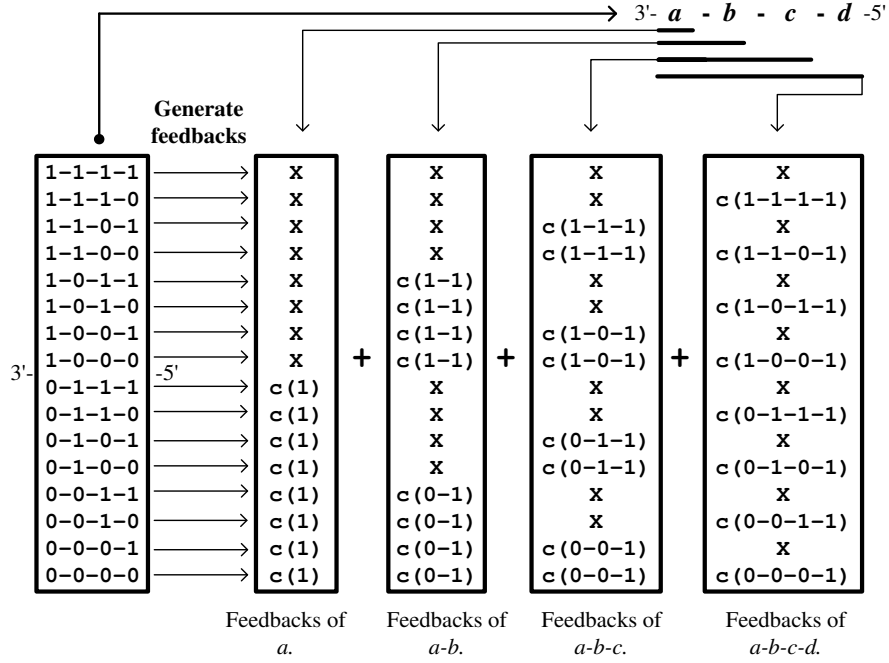 3'- a - b - c - d -5'
Generate
feedbacks
1-1-1-1 X X X X
1-1-1-0 X X X c(1-1-1-1)
1-1-0-1 X X c(1-1-1) X
1-1-0-0 X X c(1-1-1) c(1-1-0-1)
1-0-1-1 X c(1-1) X X
1-0-1-0 X c(1-1) X c(1-0-1-1)
1-0-0-1 X c(1-1) c(1-0-1) X
1-0-0-0 X + c(1-1) + c(1-0-1) + c(1-0-0-1)
3'- -5'
0-1-1-1 c(1) X X X
0-1-1-0 c(1) X X c(0-1-1-1)
0-1-0-1 c(1) X c(0-1-1) X
0-1-0-0 c(1) X c(0-1-1) c(0-1-0-1)
0-0-1-1 c(1) c(0-1) X X
0-0-1-0 c(1) c(0-1) X c(0-0-1-1)
0-0-0-1 c(1) c(0-1) c(0-0-1) X
0-0-0-0 c(1) c(0-1) c(0-0-1) c(0-0-0-1)
Feedbacks of
a.
Feedbacks of
a-b.
Feedbacks of
a-b-c.
Feedbacks of
a-b-c-d.